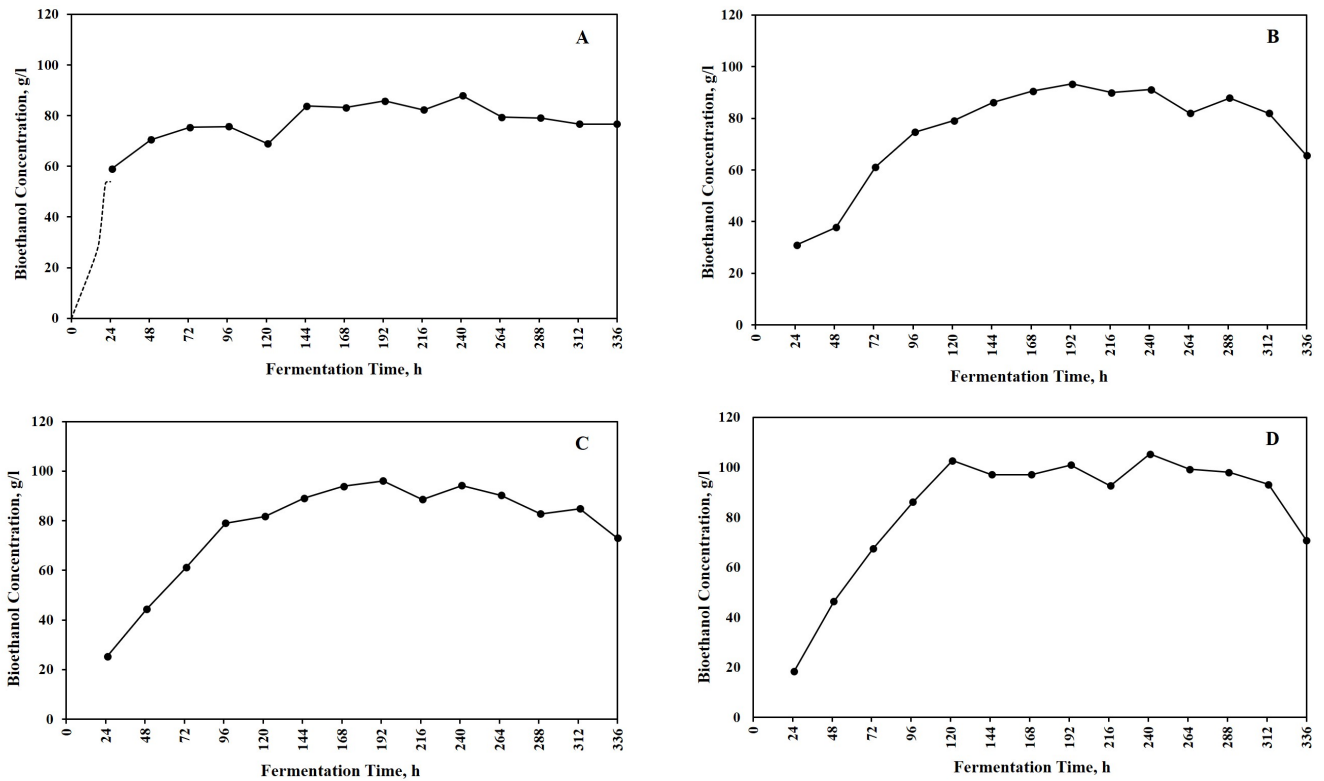 A
Bioethanol Concentration, g/l
120
100
80
60
40
20
0
0 24 48 72 96 120 144 168 192 216 240 264 288 312 336
Fermentation Time, h
B
Bioethanol Concentration, g/l
120
100
80
60
40
20
0
0 24 48 72 96 120 144 168 192 216 240 264 288 312 336
Fermentation Time, h
C
Bioethanol Concentration, g/l
120
100
80
60
40
20
0
0 24 48 72 96 120 144 168 192 216 240 264 288 312 336
Fermentation Time, h
D
Bioethanol Concentration, g/l
120
100
80
60
40
20
0
0 24 48 72 96 120 144 168 192 216 240 264 288 312 336
Fermentation Time, h